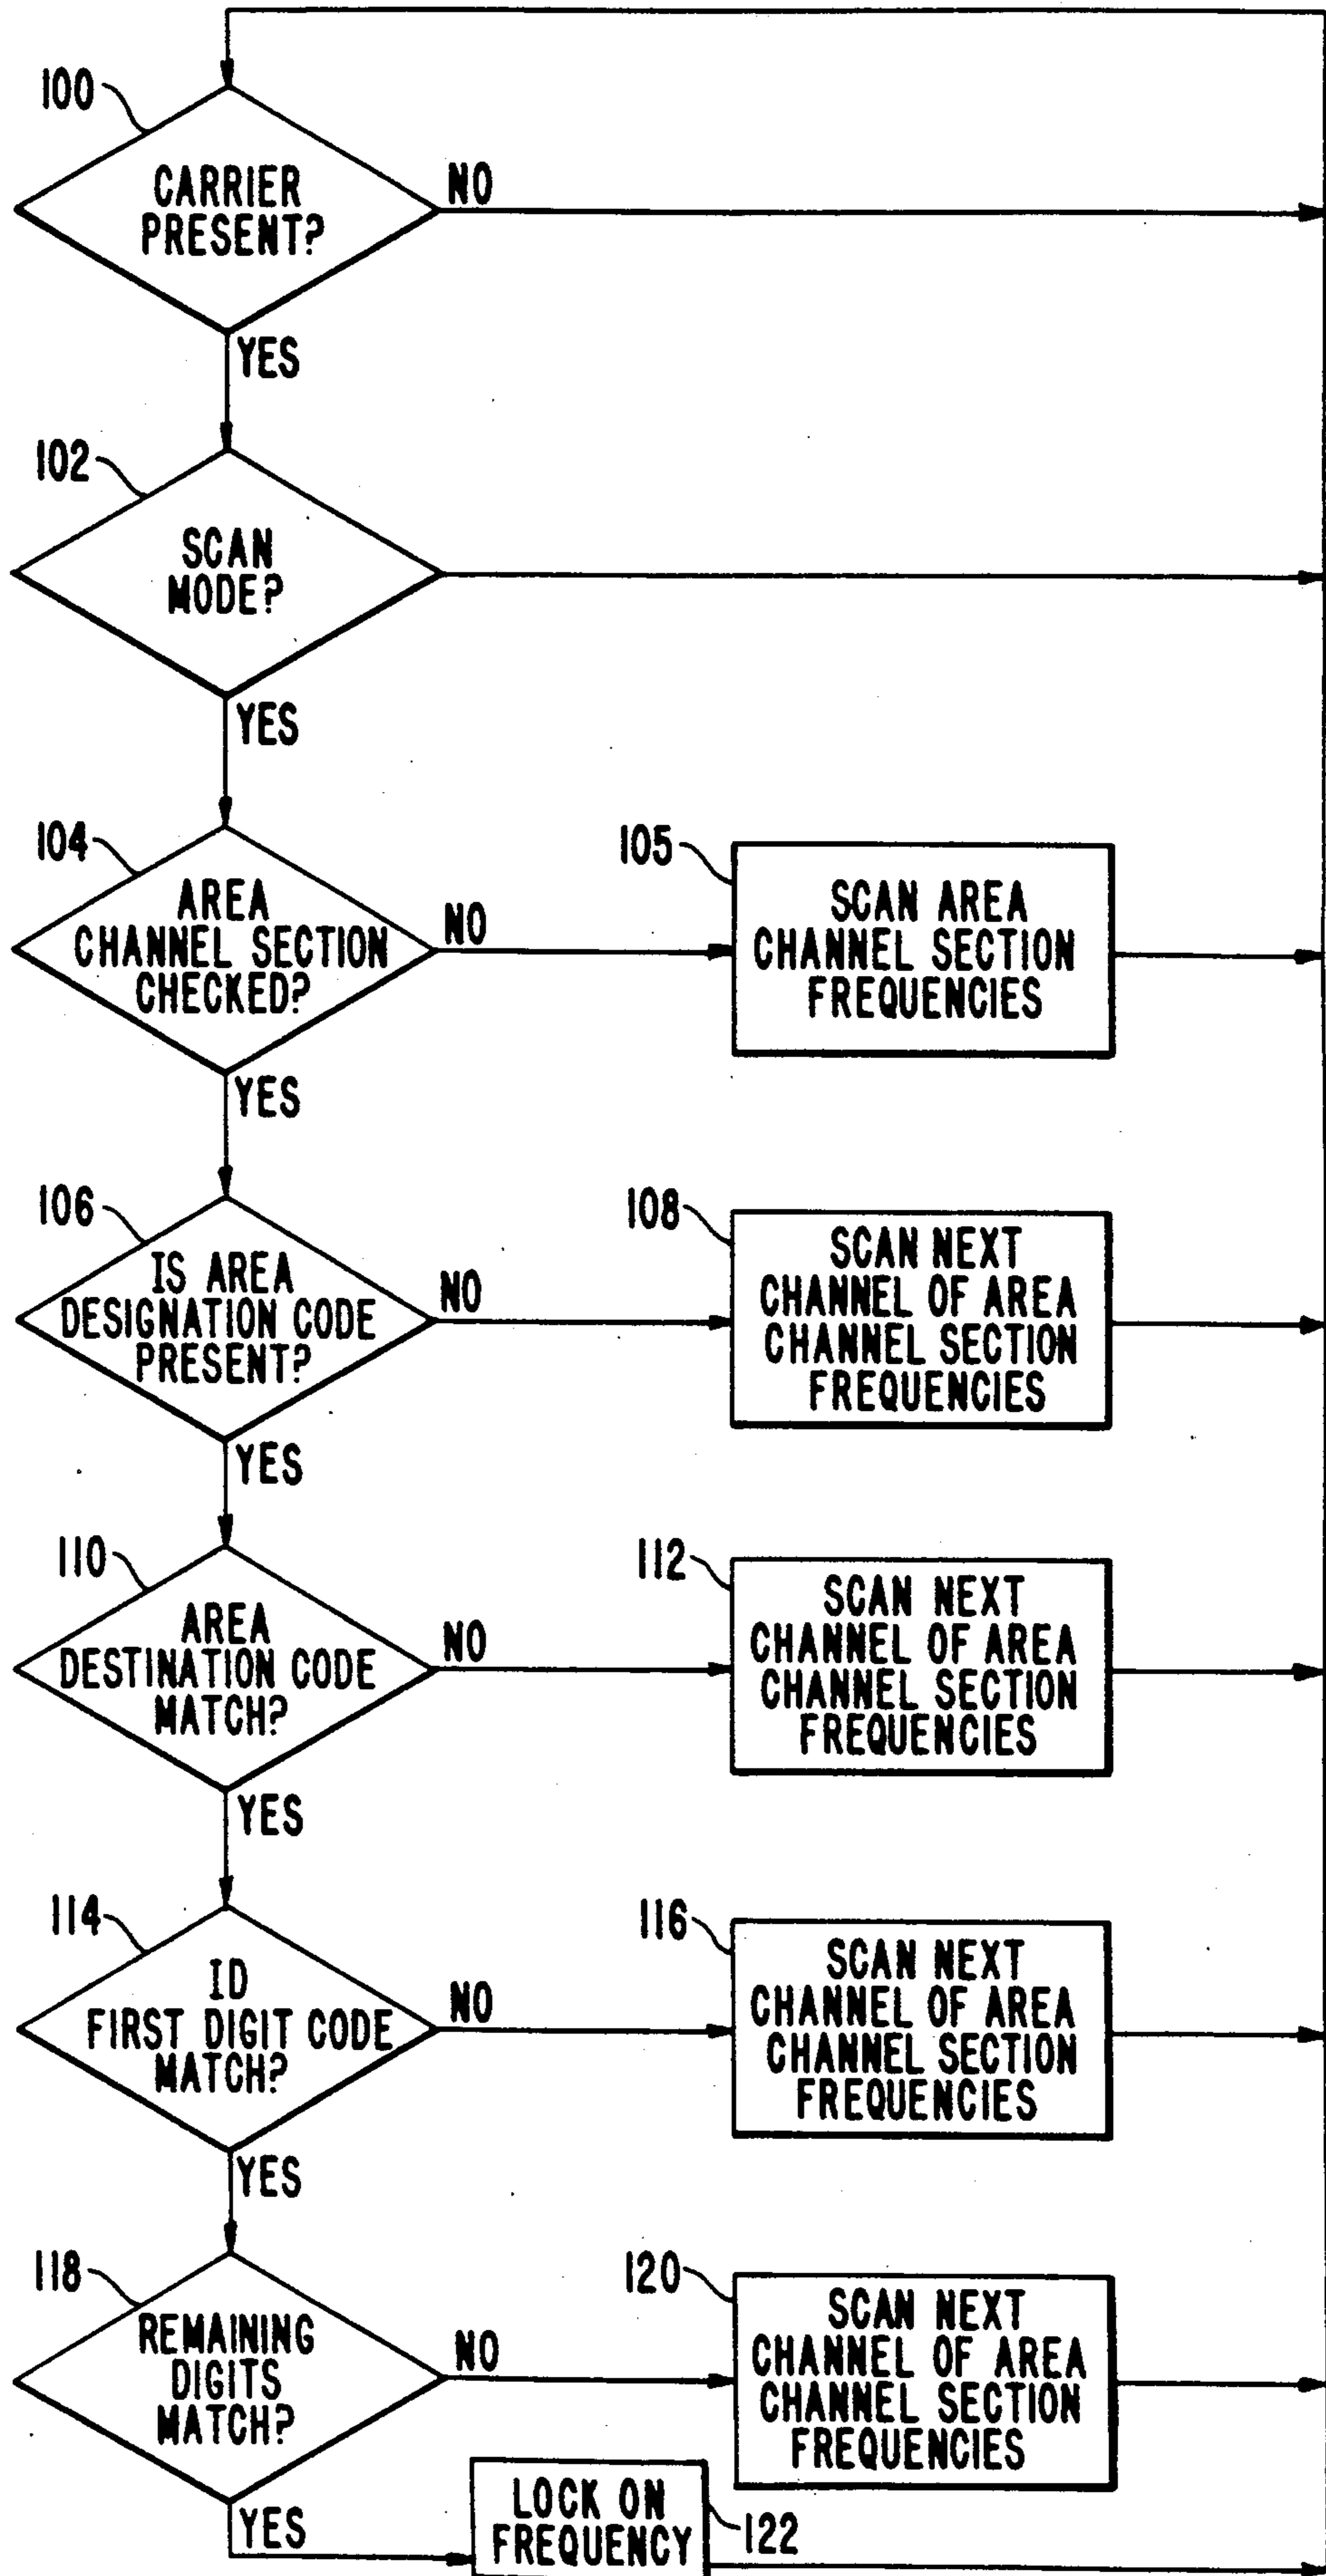 100
CARRIER
PRESENT?
NO
YES
102
SCAN
MODE?
YES
104
AREA
CHANNEL SECTION
CHECKED?
NO
105
SCAN AREA
CHANNEL SECTION
FREQUENCIES
YES
106
IS AREA
DESIGNATION CODE
PRESENT?
NO
108
SCAN NEXT
CHANNEL OF AREA
CHANNEL SECTION
FREQUENCIES
YES
110
AREA
DESTINATION CODE
MATCH?
NO
112
SCAN NEXT
CHANNEL OF AREA
CHANNEL SECTION
FREQUENCIES
YES
114
ID
FIRST DIGIT CODE
MATCH?
NO
116
SCAN NEXT
CHANNEL OF AREA
CHANNEL SECTION
FREQUENCIES
YES
118
REMAINING
DIGITS
MATCH?
NO
120
SCAN NEXT
CHANNEL OF AREA
CHANNEL SECTION
FREQUENCIES
YES
LOCK ON
FREQUENCY
122